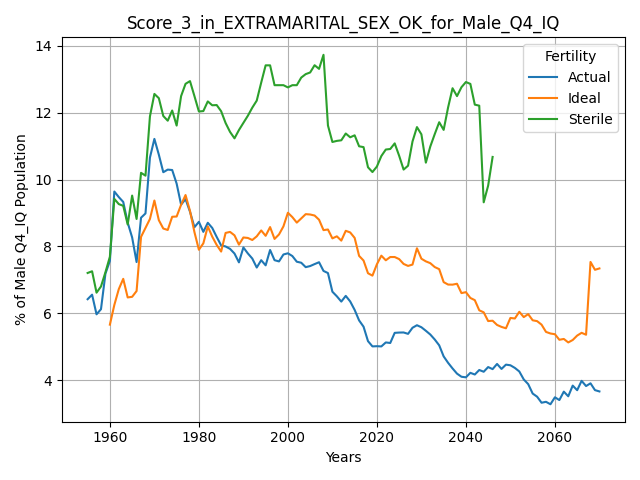 Score_3_in_EXTRAMARITAL_SEX_OK_for_Male_Q4_IQ
Fertility
Actual
Ideal
Sterile
% of Male Q4_IQ Population
14
12
10
8
6
4
1960 1980 2000 2020 2040 2060
Years